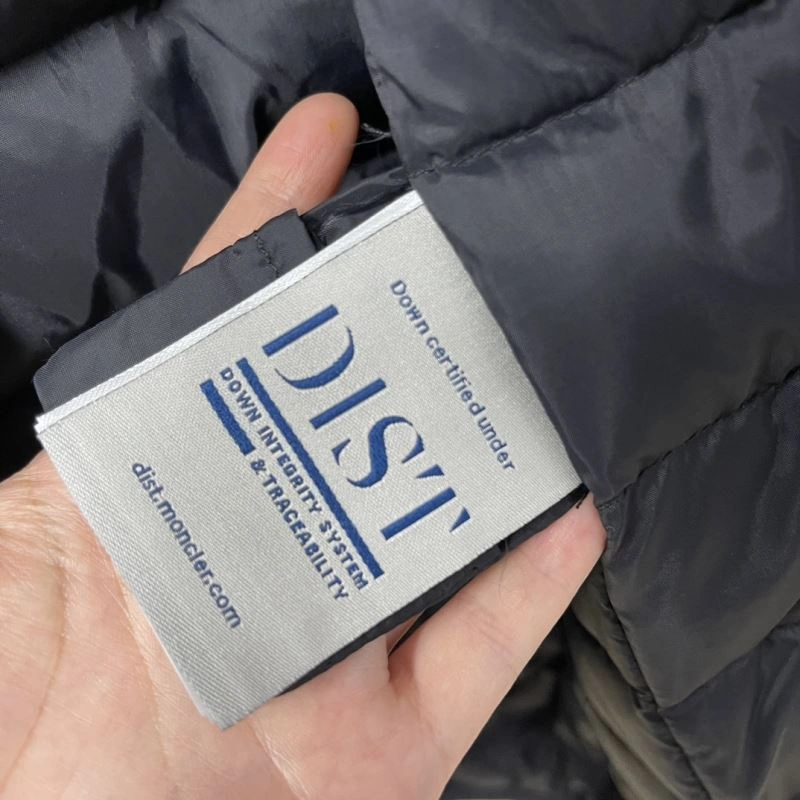 Down certified under
DIST
DOWN INTEGRITY SYSTEM
& TRACEABILITY
dist.moncler.com